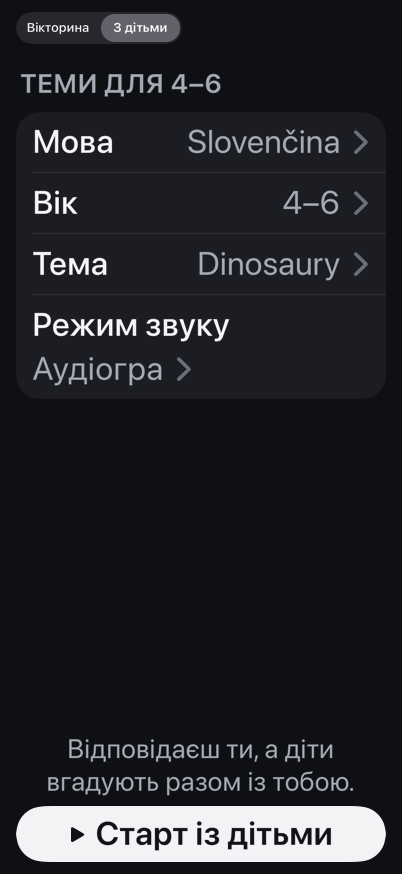 Вікторина З дітьми
ТЕМИ ДЛЯ 4–6
Мова Slovenčina
Вік 4–6
Тема Dinosaury
Режим звуку
Аудіогра
Відповідаєш ти, а діти
вгадують разом із тобою.
Старт із дітьми